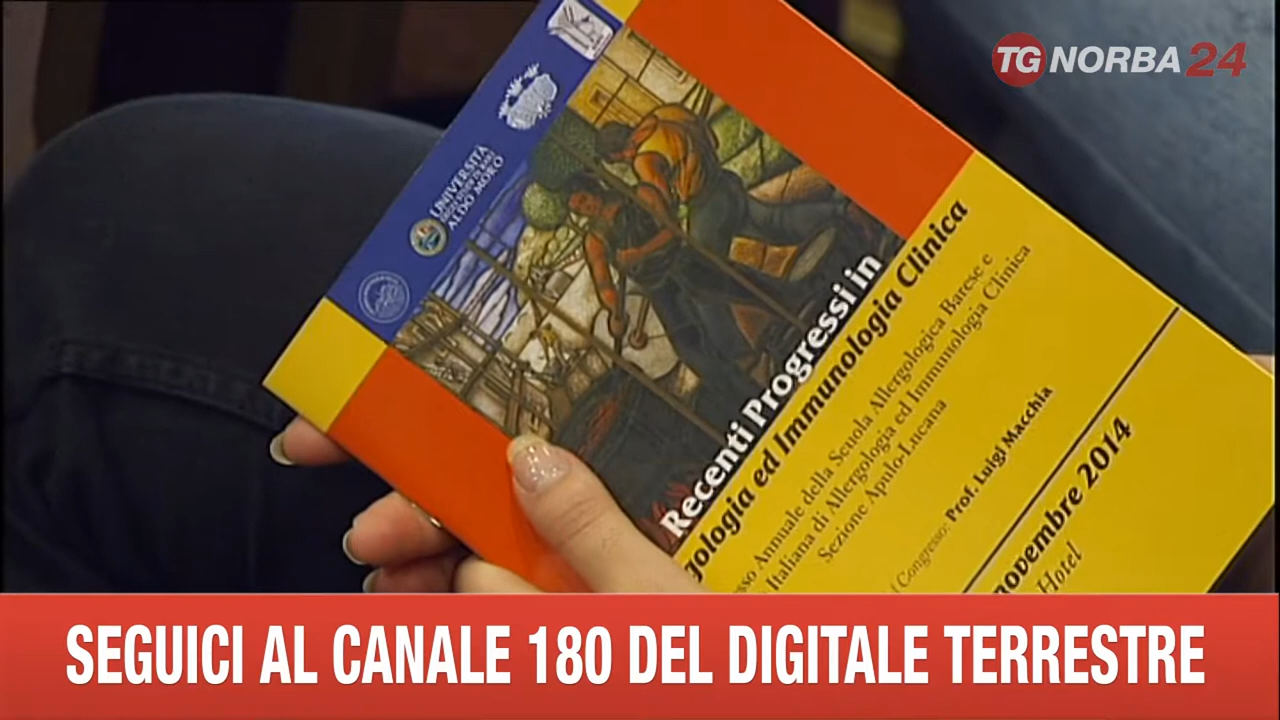 TG NORBA 24
UNIVERSITÀ
DEGLI STUDI DI BARI
ALDO MORO
Recenti Progressi in
gologia ed Immunologia Clinica
sso Annuale della Scuola Allergologica Barese e
Italiana di Allergologia ed Immunologia Clinica
Sezione Apulo-Lucana
l Congresso: Prof. Luigi Macchia
novembre 2014
Hotel
SEGUICI AL CANALE 180 DEL DIGITALE TERRESTRE